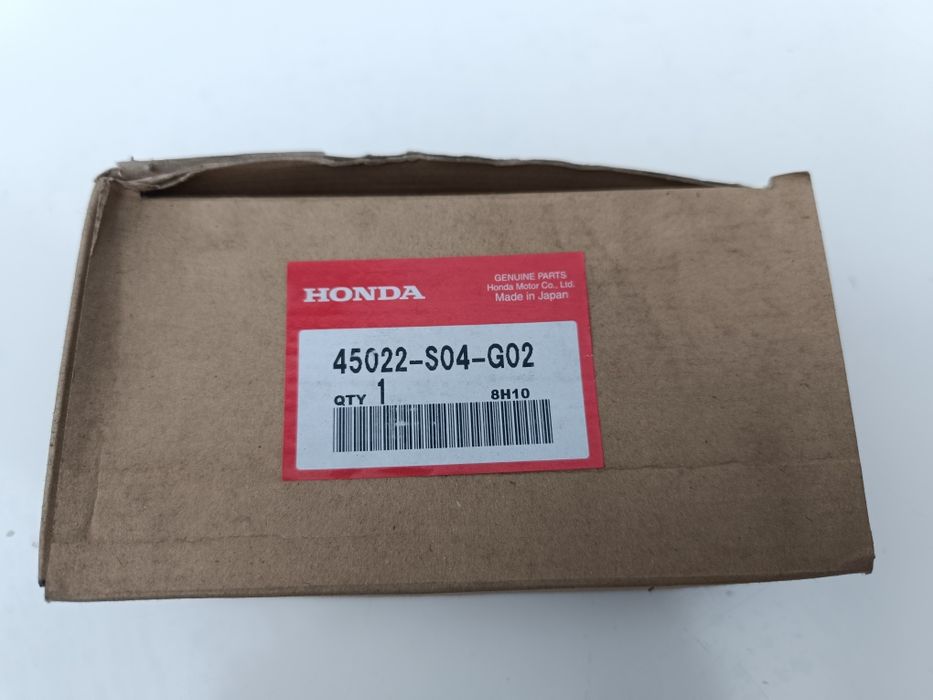 HONDA
GENUINE PARTS
Honda Motor Co., Ltd.
Made in Japan
45022-S04-G02
QTY 1 8H10